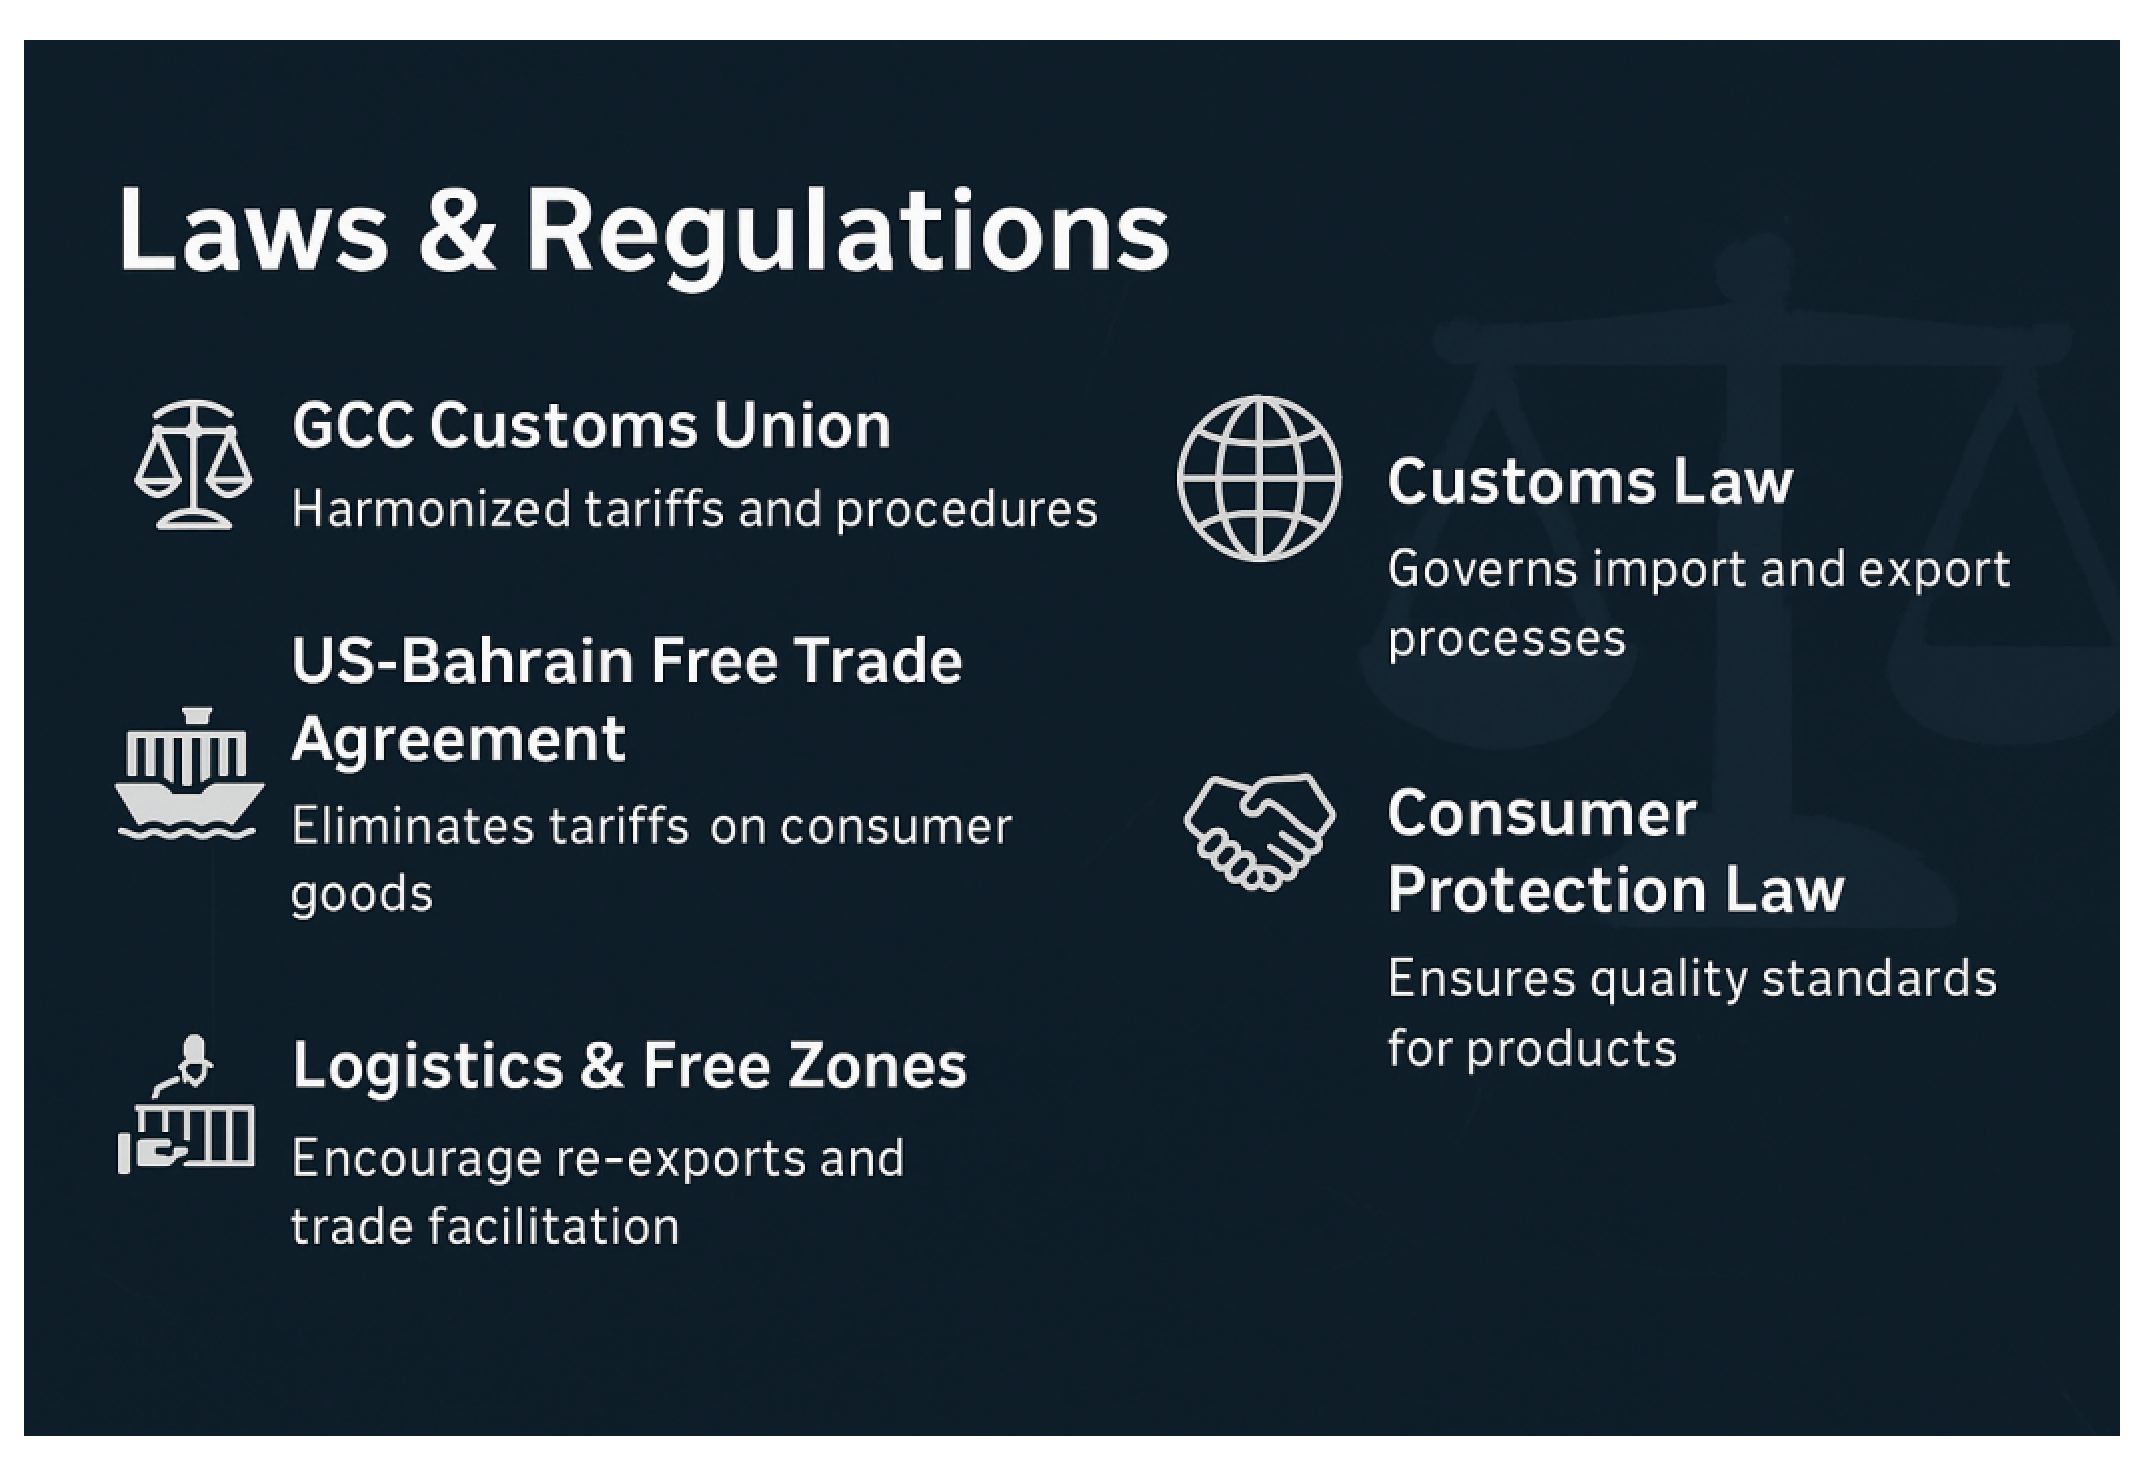 Laws & Regulations
GCC Customs Union
Harmonized tariffs and procedures
US-Bahrain Free Trade
Agreement
Eliminates tariffs on consumer
goods
Logistics & Free Zones
Encourage re-exports and
trade facilitation
Customs Law
Governs import and export
processes
Consumer
Protection Law
Ensures quality standards
for products